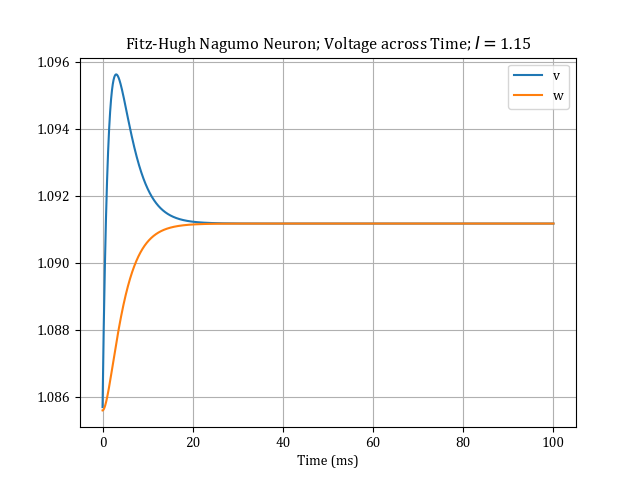 Fitz-Hugh Nagumo Neuron; Voltage across Time; I = 1.15
1.096
1.094
1.092
1.090
1.088
1.086
v
w
0 20 40 60 80 100
Time (ms)